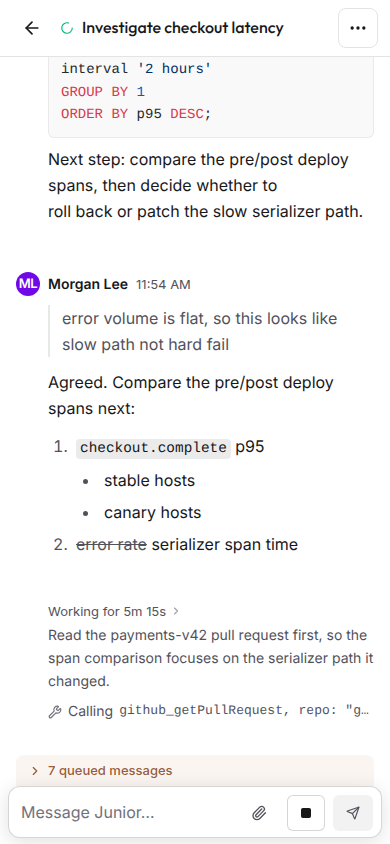 Investigate checkout latency
interval '2 hours'
GROUP BY 1
ORDER BY p95 DESC;
Next step: compare the pre/post deploy
spans, then decide whether to
roll back or patch the slow serializer path.
ML Morgan Lee 11:54 AM
error volume is flat, so this looks like
slow path not hard fail
Agreed. Compare the pre/post deploy
spans next:
1. checkout.complete p95
• stable hosts
• canary hosts
2. error rate serializer span time
Working for 5m 15s
Read the payments-v42 pull request first, so the
span comparison focuses on the serializer path it
changed.
Calling github_getPullRequest, repo: "g…
7 queued messages
Message Junior...